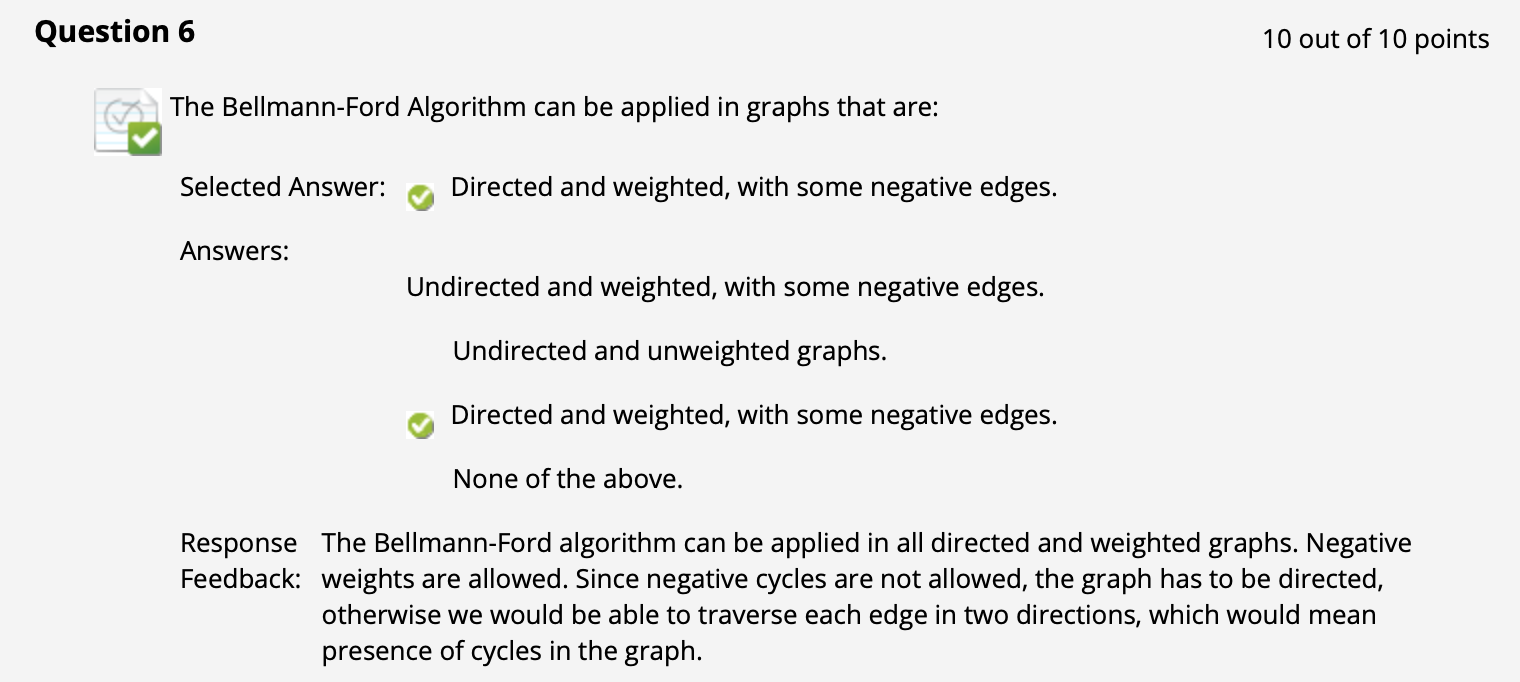 Question 6
10 out of 10 points
The Bellmann-Ford Algorithm can be applied in graphs that are:
Selected Answer: Directed and weighted, with some negative edges.
Answers:
Undirected and weighted, with some negative edges.
Undirected and unweighted graphs.
Directed and weighted, with some negative edges.
None of the above.
Response The Bellmann-Ford algorithm can be applied in all directed and weighted graphs. Negative
Feedback: weights are allowed. Since negative cycles are not allowed, the graph has to be directed,
otherwise we would be able to traverse each edge in two directions, which would mean
presence of cycles in the graph.